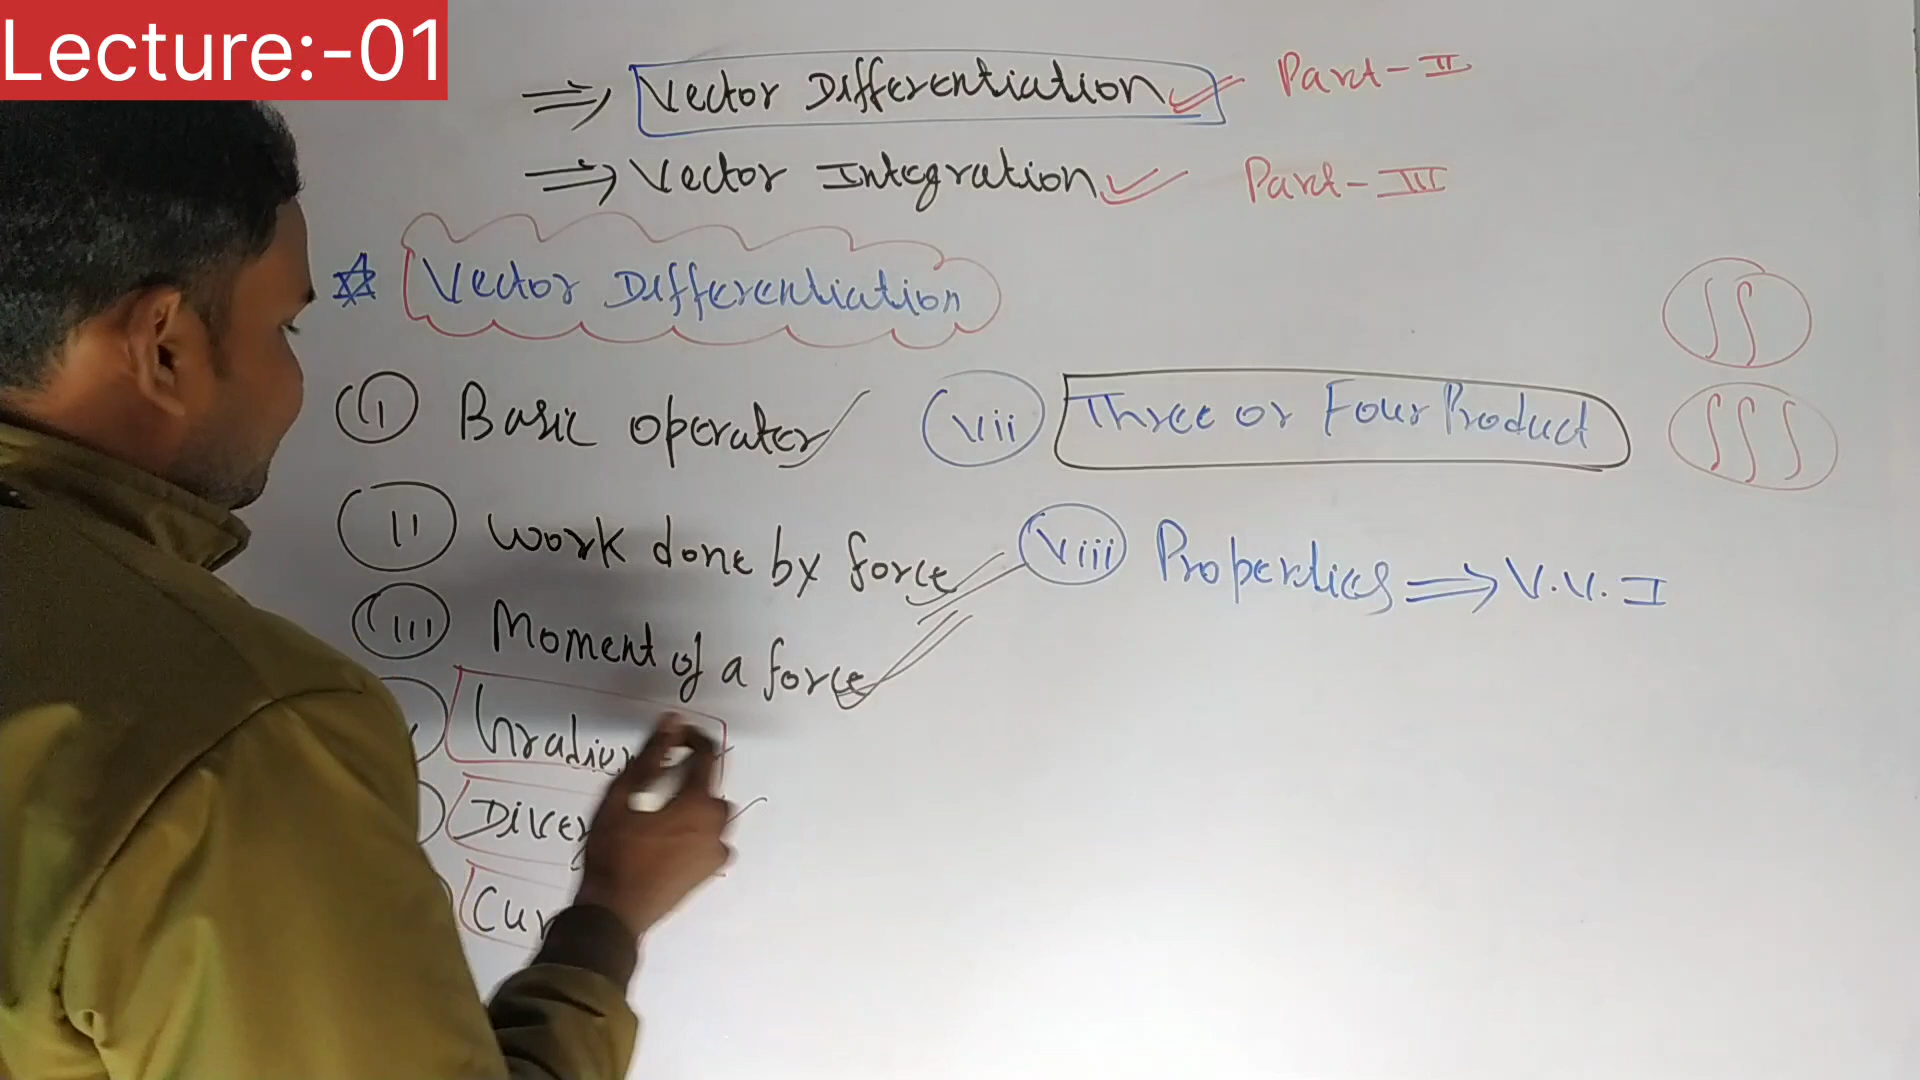 Lecture:-01
⇒ Vector Differentiation Part-II
⇒ Vector Integration Part-III
Vector Differentiation
∫∫
∫∫∫
(i) Basic operator
(ii) Work done by force
(iii) Moment of a force
(vii) Three or Four Product
(viii) Properties ⇒ V.V.I